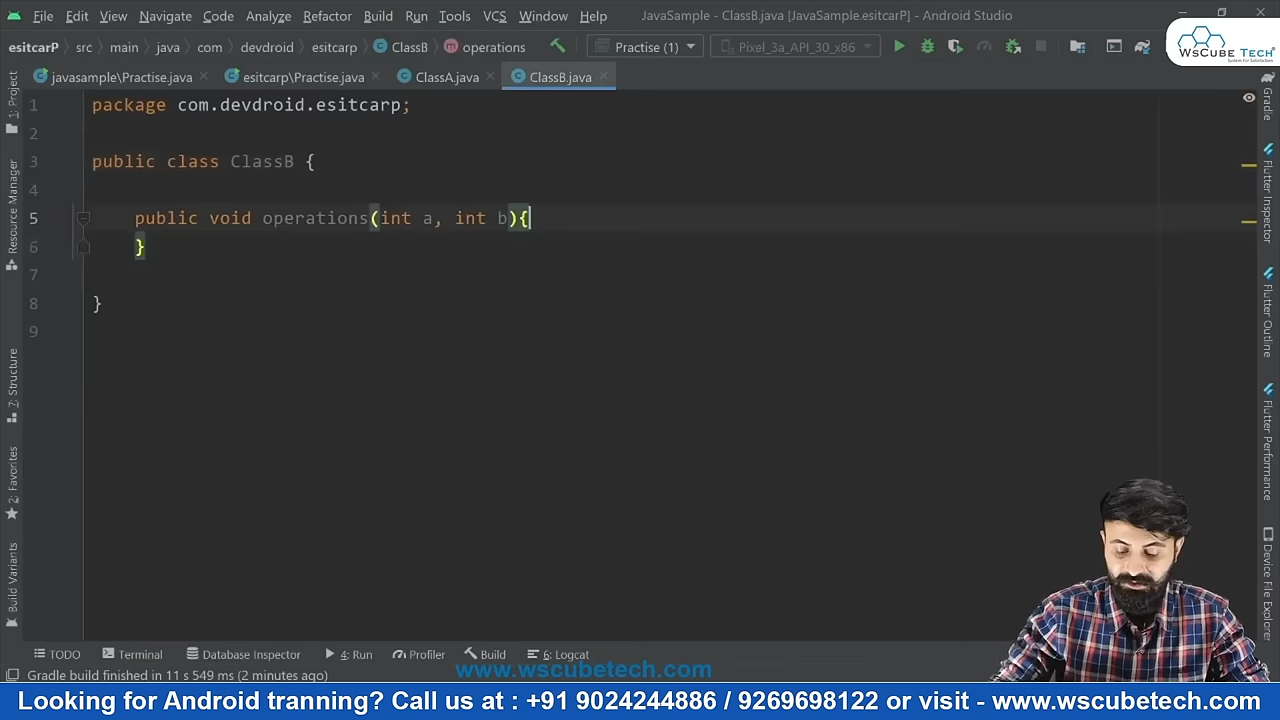 File Edit View Navigate Code Analyze Refactor Build Run Tools VCS Window Help JavaSample - ClassB.java [JavaSample.esitcarP] - Android Studio
esitcarP src main java com devdroid esitcarp ClassB operations Practise (1) Pixel_3a_API_30_x86
WsCube Tech
javasample\Practise.java esitcarp\Practise.java ClassA.java ClassB.java
1 package com.devdroid.esitcarp;
2
3 public class ClassB {
4
5 public void operations(int a, int b){
6 }
7
8 }
9
1: Project
Resource Manager
7: Structure
2: Favorites
Build Variants
Gradle
Flutter Inspector
Flutter Outline
Flutter Performance
Device File Explorer
TODO Terminal Database Inspector 4: Run Profiler Build 6: Logcat
www.wscubetech.com
Gradle build finished in 11 s 549 ms (2 minutes ago)
Looking for Android tranning? Call us at : +91 9024244886 / 9269698122 or visit - www.wscubetech.com